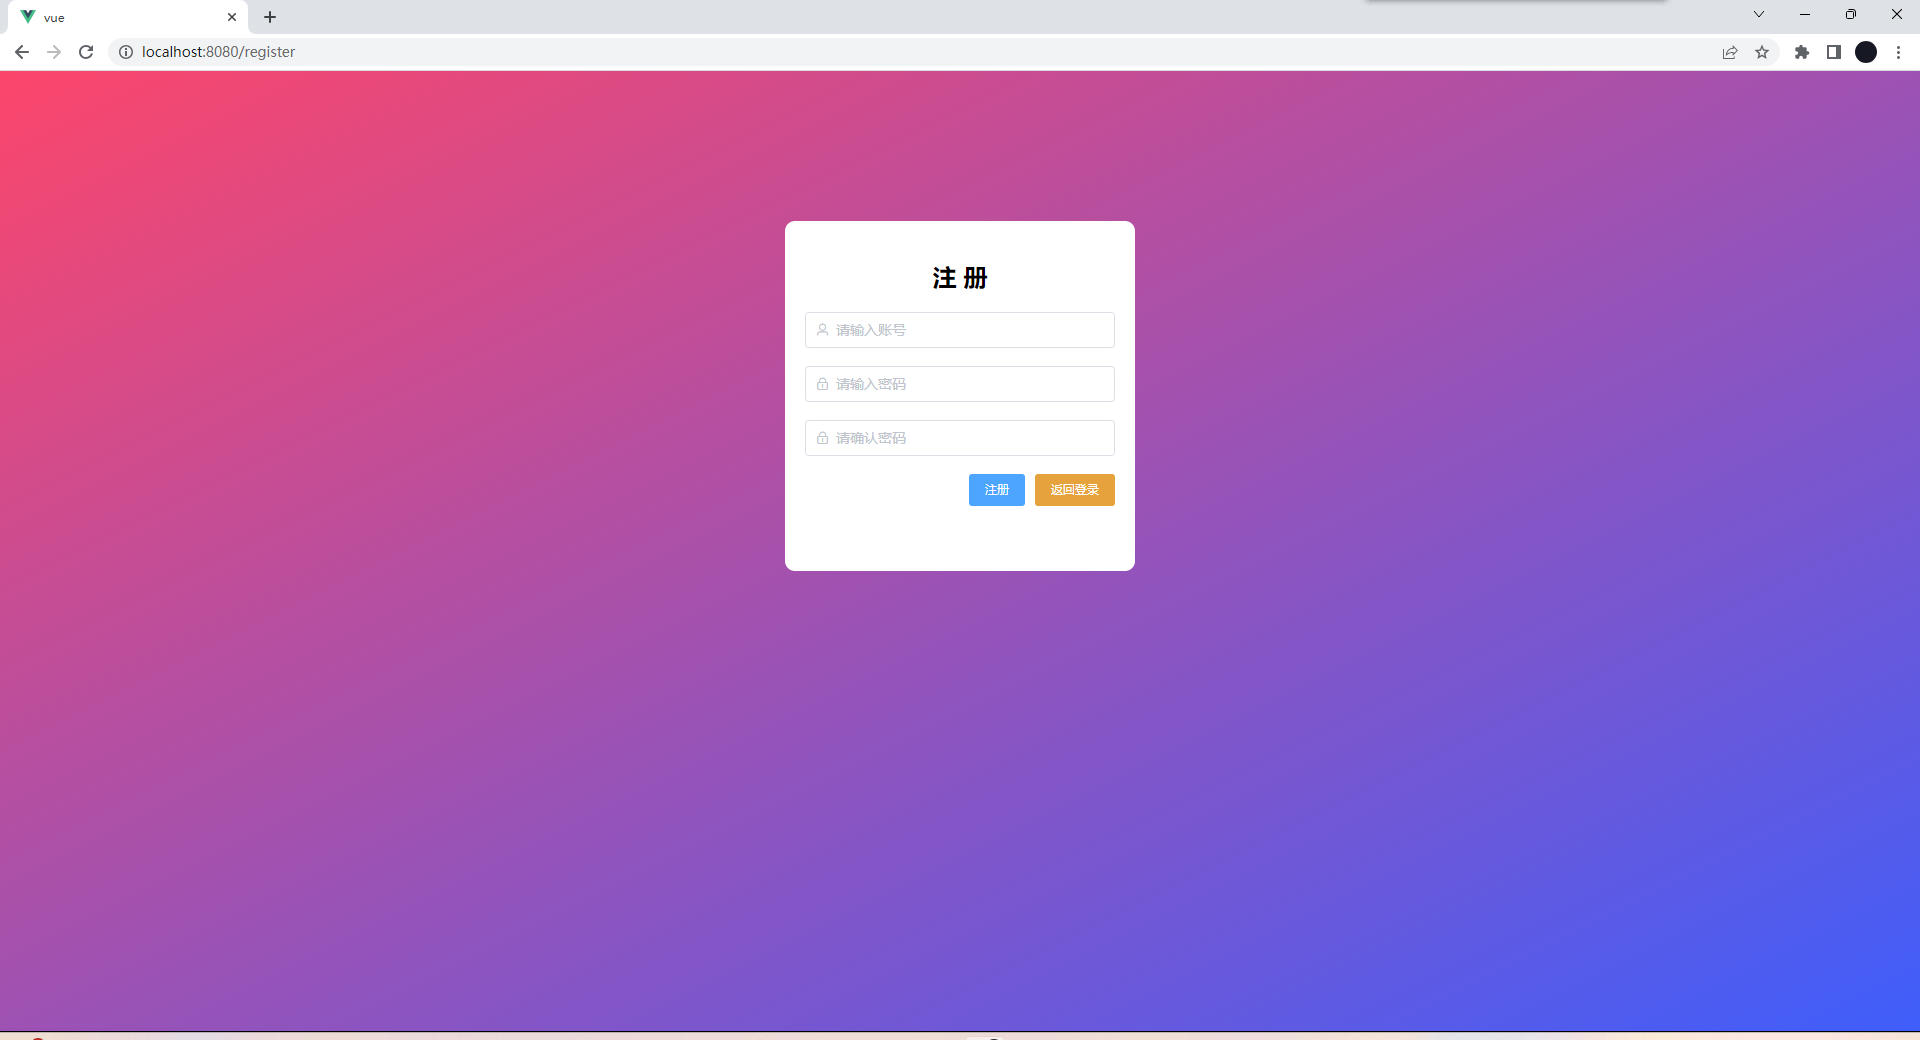 vue
localhost:8080/register
注 册
请输入账号
请输入密码
请确认密码
注册 返回登录